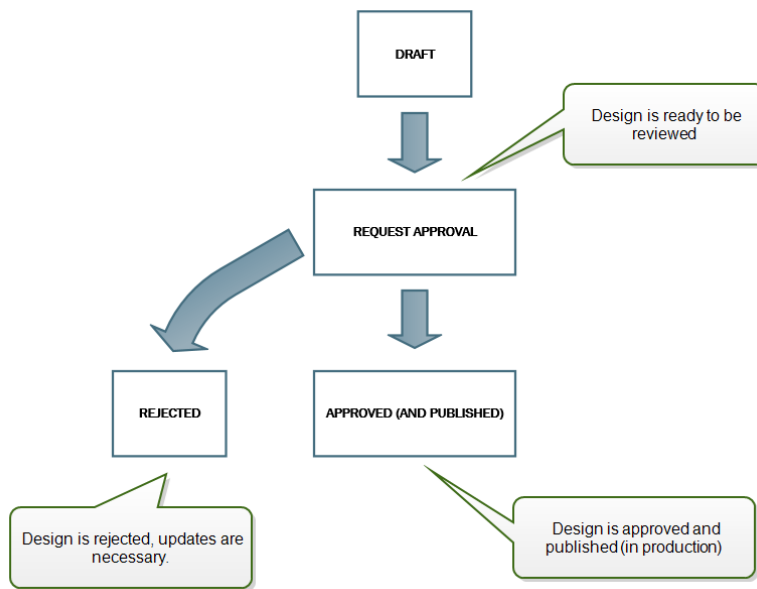 DRAFT
Design is ready to be
reviewed
REQUEST APPROVAL
REJECTED
APPROVED (AND PUBLISHED)
Design is rejected, updates are
necessary.
Design is approved and
published (in production)